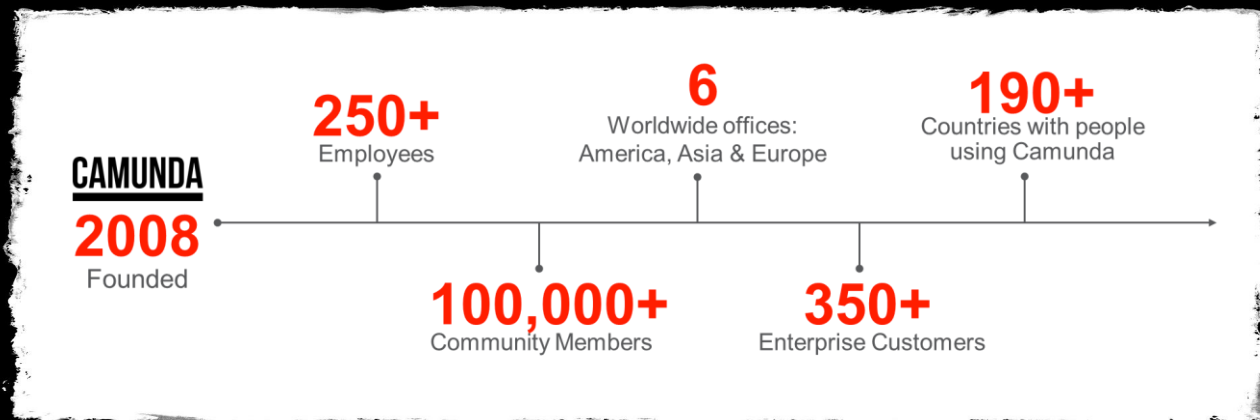 CAMUNDA
2008
Founded
250+
Employees
100,000+
Community Members
6
Worldwide offices:
America, Asia & Europe
350+
Enterprise Customers
190+
Countries with people
using Camunda